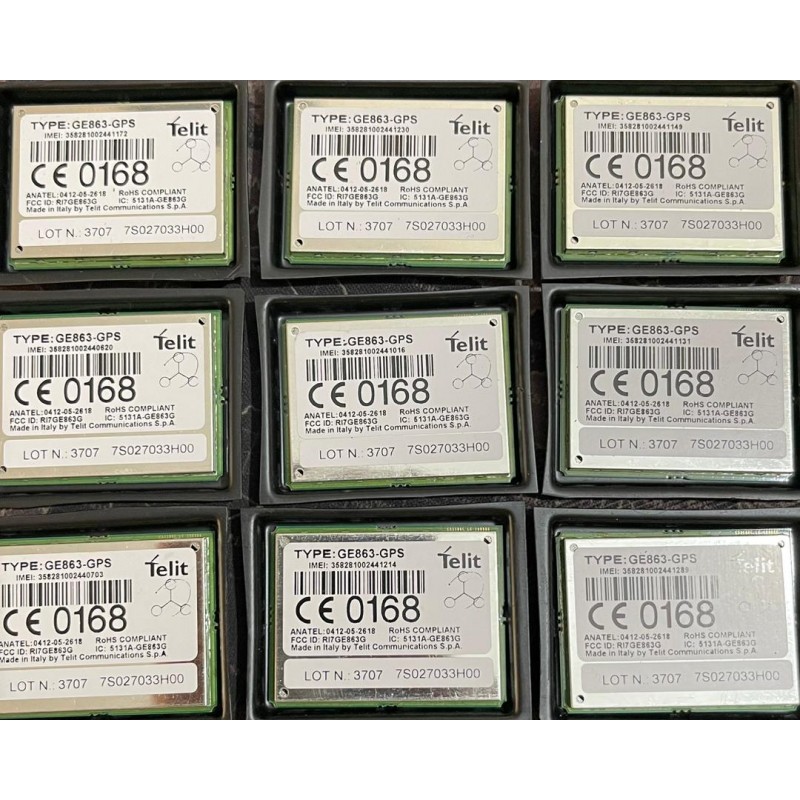 TYPE:GE863-GPS
Telit
IMEI: 358281002441172
CE 0168
ANATEL:0412-05-2618 RoHS COMPLIANT
FCC ID: RI7GE863G IC: 5131A-GE863G
Made in Italy by Telit Communications S.p.A.
LOT N.: 3707 7S027033H00
TYPE:GE863-GPS
Telit
IMEI: 358281002441230
CE 0168
ANATEL:0412-05-2618 RoHS COMPLIANT
FCC ID: RI7GE863G IC: 5131A-GE863G
Made in Italy by Telit Communications S.p.A.
LOT N.: 3707 7S027033H00
TYPE:GE863-GPS
Telit
IMEI: 358281002441149
CE 0168
ANATEL:0412-05-2618 RoHS COMPLIANT
FCC ID: RI7GE863G IC: 5131A-GE863G
Made in Italy by Telit Communications S.p.A.
LOT N.: 3707 7S027033H00
TYPE:GE863-GPS
Telit
IMEI: 358281002440620
CE 0168
ANATEL:0412-05-2618 RoHS COMPLIANT
FCC ID: RI7GE863G IC: 5131A-GE863G
Made in Italy by Telit Communications S.p.A.
LOT N.: 3707 7S027033H00
TYPE:GE863-GPS
Telit
IMEI: 358281002441016
CE 0168
ANATEL:0412-05-2618 RoHS COMPLIANT
FCC ID: RI7GE863G IC: 5131A-GE863G
Made in Italy by Telit Communications S.p.A.
LOT N.: 3707 7S027033H00
TYPE:GE863-GPS
Telit
IMEI: 358281002441131
CE 0168
ANATEL:0412-05-2618 RoHS COMPLIANT
FCC ID: RI7GE863G IC: 5131A-GE863G
Made in Italy by Telit Communications S.p.A.
LOT N.: 3707 7S027033H00
TYPE:GE863-GPS
Telit
IMEI: 358281002440703
CE 0168
ANATEL:0412-05-2618 RoHS COMPLIANT
FCC ID: RI7GE863G IC: 5131A-GE863G
Made in Italy by Telit Communications S.p.A.
LOT N.: 3707 7S027033H00
TYPE:GE863-GPS
Telit
IMEI: 358281002441214
CE 0168
ANATEL:0412-05-2618 RoHS COMPLIANT
FCC ID: RI7GE863G IC: 5131A-GE863G
Made in Italy by Telit Communications S.p.A.
LOT N.: 3707 7S027033H00
TYPE:GE863-GPS
Telit
IMEI: 358281002441289
CE 0168
ANATEL:0412-05-2618 RoHS COMPLIANT
FCC ID: RI7GE863G IC: 5131A-GE863G
Made in Italy by Telit Communications S.p.A.
LOT N.: 3707 7S027033H00